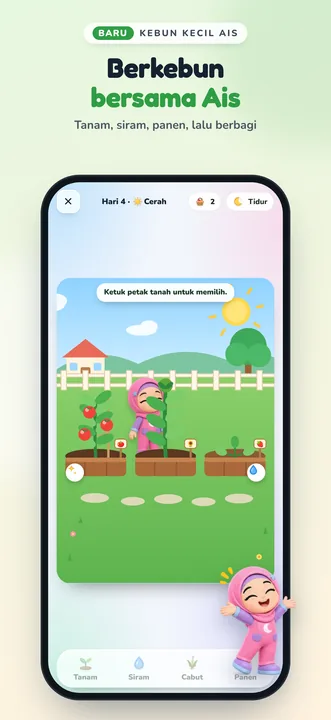 BARU KEBUN KECIL AIS
Berkebun
bersama Ais
Tanam, siram, panen, lalu berbagi
Hari 4 · Cerah
2
Tidur
Ketuk petak tanah untuk memilih.
Tanam
Siram
Cabut
Panen